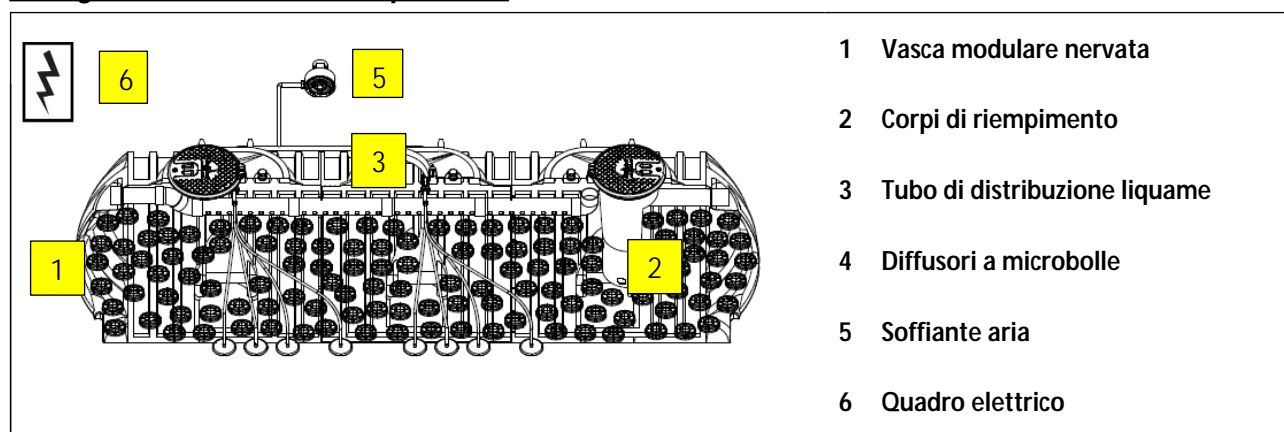 6
5
3
1
2
1 Vasca modulare nervata
2 Corpi di riempimento
3 Tubo di distribuzione liquame
4 Diffusori a microbolle
5 Soffiante aria
6 Quadro elettrico